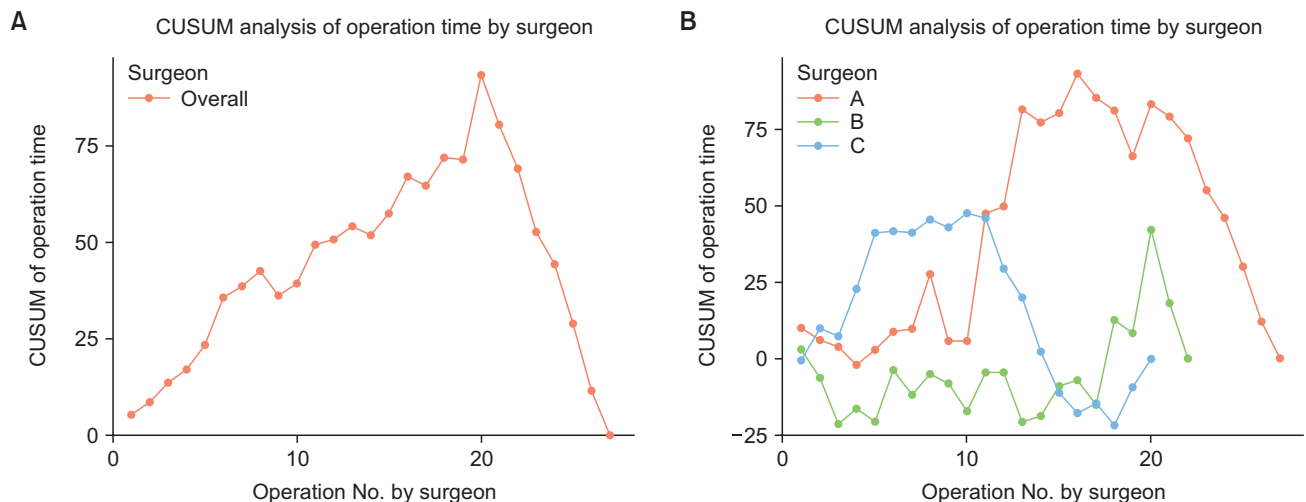 A
CUSUM analysis of operation time by surgeon
Surgeon
Overall
CUSUM of operation time
75
50
25
0
0
10
20
Operation No. by surgeon
B
CUSUM analysis of operation time by surgeon
Surgeon
A
B
C
CUSUM of operation time
75
50
25
0
−25
0
10
20
Operation No. by surgeon